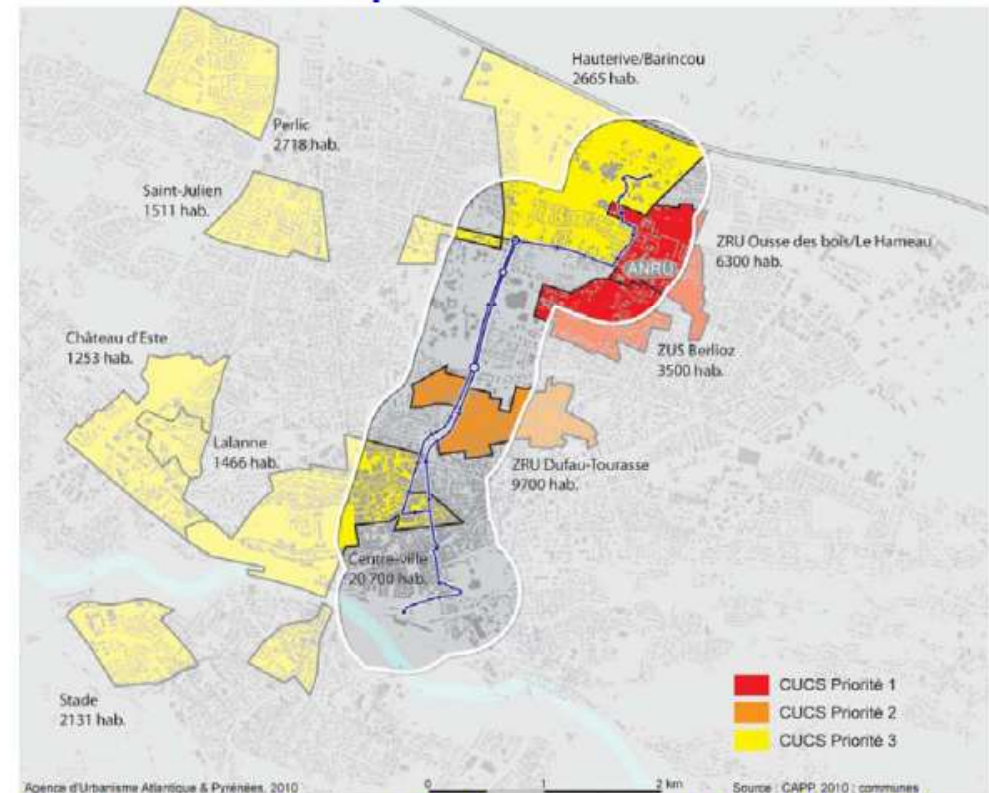 Hauterive/Barincou
2665 hab.
Perlic
2718 hab.
Saint-Julien
1511 hab.
ZRU Ousse des bois/Le Hameau
6300 hab.
ANRU
Château d'Este
1253 hab.
ZUS Berlioz
3500 hab.
Lalanne
1466 hab.
ZRU Dufau-Tourasse
9700 hab.
Centre-ville
20 700 hab.
Stade
2131 hab.
CUCS Priorité 1
CUCS Priorité 2
CUCS Priorité 3
Agence d'Urbanisme Atlantique & Pyrénées, 2010
0 1 2 km
Source : CAPP, 2010 ; communes